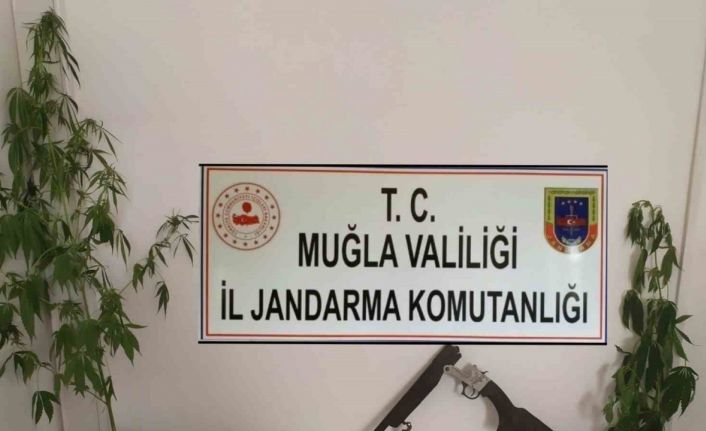 T. C.
MUĞLA VALİLİĞİ
İL JANDARMA KOMUTANLIĞI